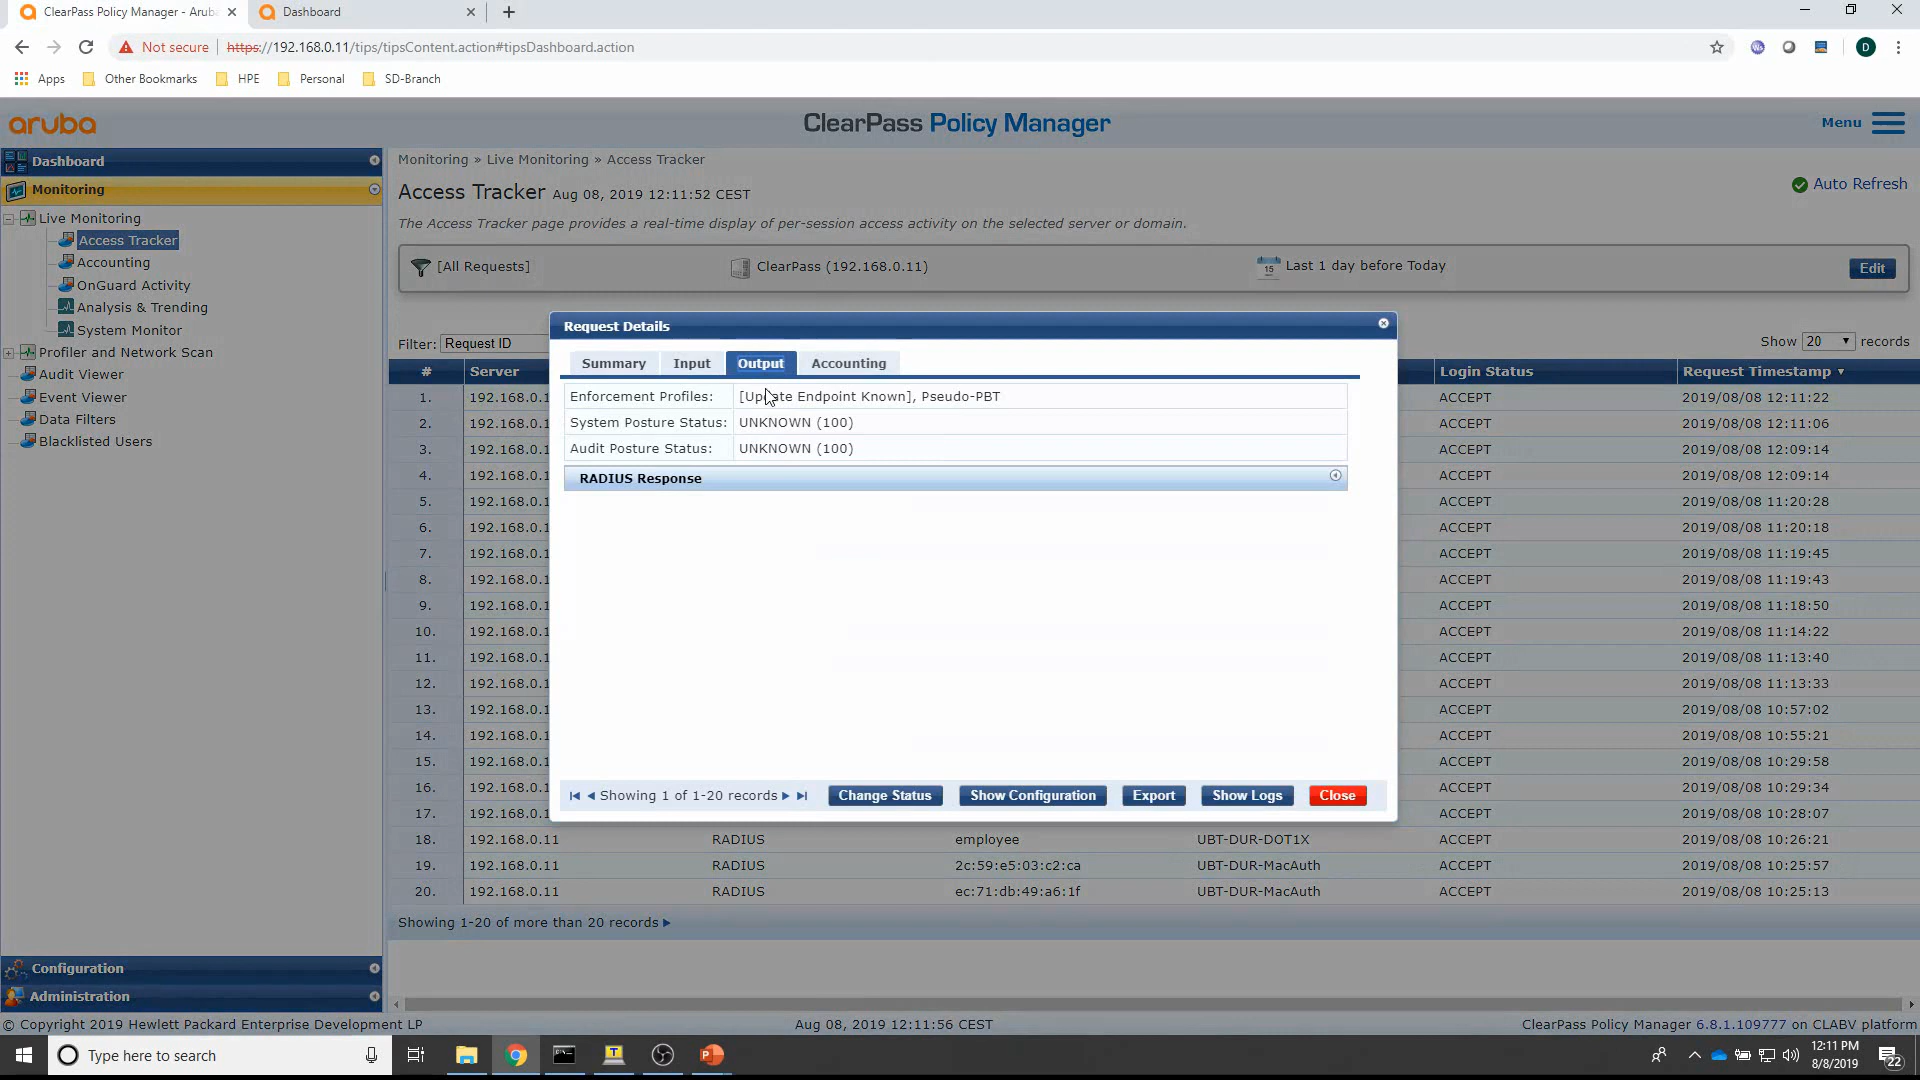 ClearPass Policy Manager - Arub
Dashboard
Not secure
https://192.168.0.11/tips/tipsContent.action#tipsDashboard.action
D
Apps
Other Bookmarks
HPE
Personal
SD-Branch
aruba
ClearPass Policy Manager
Menu
Dashboard
Monitoring
Live Monitoring
Access Tracker
Accounting
OnGuard Activity
Analysis & Trending
System Monitor
Profiler and Network Scan
Audit Viewer
Event Viewer
Data Filters
Blacklisted Users
Configuration
Administration
Monitoring » Live Monitoring » Access Tracker
Access Tracker Aug 08, 2019 12:11:52 CEST
Auto Refresh
The Access Tracker page provides a real-time display of per-session access activity on the selected server or domain.
[All Requests]
ClearPass (192.168.0.11)
15
Last 1 day before Today
Edit
Filter: Request ID
Show 20 records
# Server Login Status Request Timestamp ▼
1. 192.168.0.1 ACCEPT 2019/08/08 12:11:22
2. 192.168.0.1 ACCEPT 2019/08/08 12:11:06
3. 192.168.0.1 ACCEPT 2019/08/08 12:09:14
4. 192.168.0.1 ACCEPT 2019/08/08 12:09:14
5. 192.168.0.1 ACCEPT 2019/08/08 11:20:28
6. 192.168.0.1 ACCEPT 2019/08/08 11:20:18
7. 192.168.0.1 ACCEPT 2019/08/08 11:19:45
8. 192.168.0.1 ACCEPT 2019/08/08 11:19:43
9. 192.168.0.1 ACCEPT 2019/08/08 11:18:50
10. 192.168.0.1 ACCEPT 2019/08/08 11:14:22
11. 192.168.0.1 ACCEPT 2019/08/08 11:13:40
12. 192.168.0.1 ACCEPT 2019/08/08 11:13:33
13. 192.168.0.1 ACCEPT 2019/08/08 10:57:02
14. 192.168.0.1 ACCEPT 2019/08/08 10:55:21
15. 192.168.0.1 ACCEPT 2019/08/08 10:29:58
16. 192.168.0.1 ACCEPT 2019/08/08 10:29:34
17. 192.168.0.1 ACCEPT 2019/08/08 10:28:07
18. 192.168.0.11 RADIUS employee UBT-DUR-DOT1X ACCEPT 2019/08/08 10:26:21
19. 192.168.0.11 RADIUS 2c:59:e5:03:c2:ca UBT-DUR-MacAuth ACCEPT 2019/08/08 10:25:57
20. 192.168.0.11 RADIUS ec:71:db:49:a6:1f UBT-DUR-MacAuth ACCEPT 2019/08/08 10:25:13
Showing 1-20 of more than 20 records
Request Details
Summary Input Output Accounting
Enforcement Profiles: [Update Endpoint Known], Pseudo-PBT
System Posture Status: UNKNOWN (100)
Audit Posture Status: UNKNOWN (100)
RADIUS Response
Showing 1 of 1-20 records
Change Status
Show Configuration
Export
Show Logs
Close
© Copyright 2019 Hewlett Packard Enterprise Development LP
Aug 08, 2019 12:11:56 CEST
ClearPass Policy Manager 6.8.1.109777 on CLABV platform
Type here to search
12:11 PM
8/8/2019
22